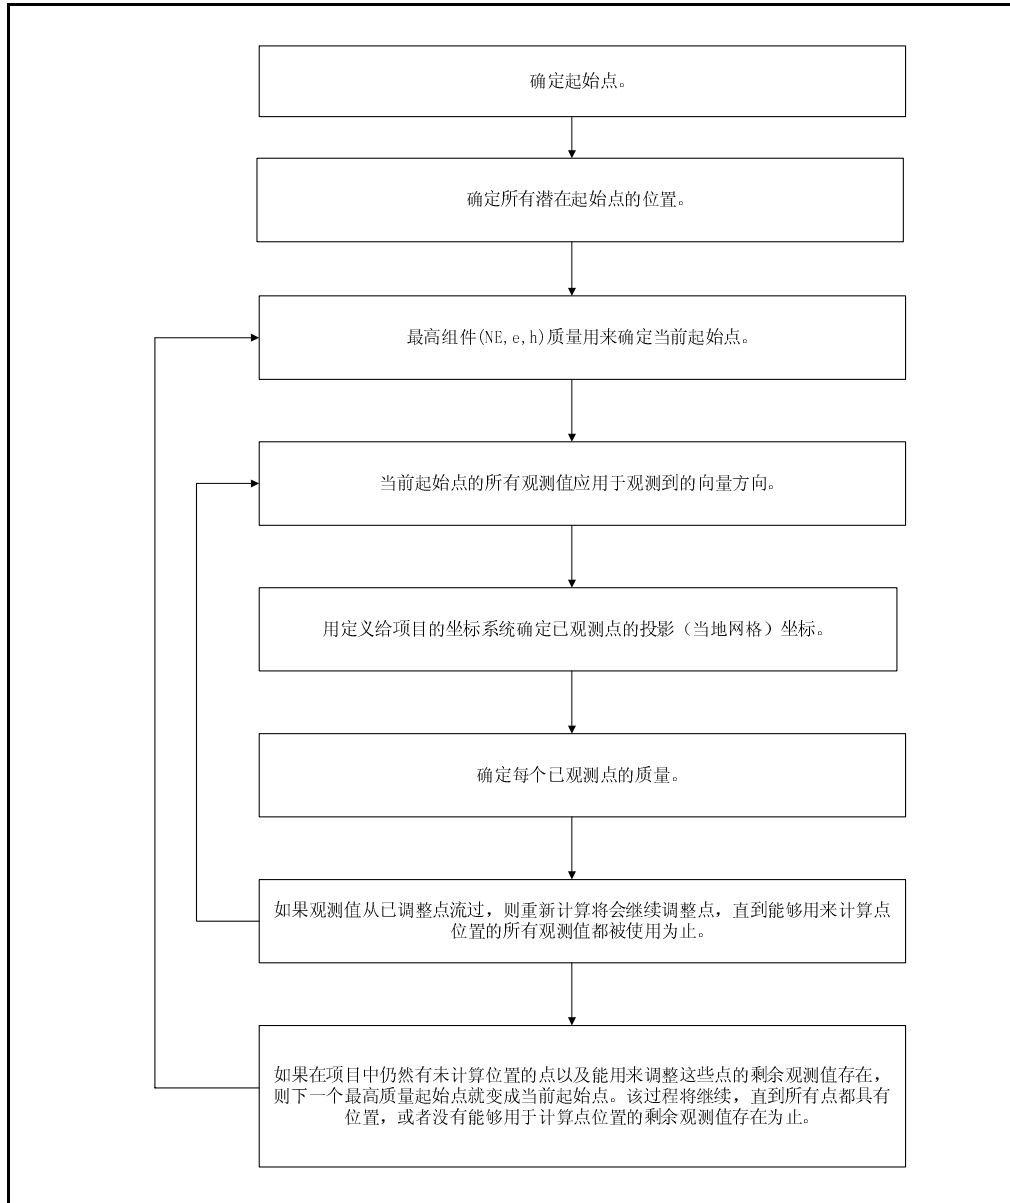 确定起始点。
确定所有潜在起始点的位置。
最高组件(NE,e,h)质量用来确定当前起始点。
当前起始点的所有观测值应用于观测到的向量方向。
用定义给项目的坐标系统确定已观测点的投影（当地网格）坐标。
确定每个已观测点的质量。
如果观测值从已调整点流过，则重新计算将会继续调整点，直到能够用来计算点
位置的所有观测值都被使用为止。
如果在项目中仍然有未计算位置的点以及能用来调整这些点的剩余观测值存在，
则下一个最高质量起始点就变成当前起始点。该过程将继续，直到所有点都具有
位置，或者没有能够用于计算点位置的剩余观测值存在为止。